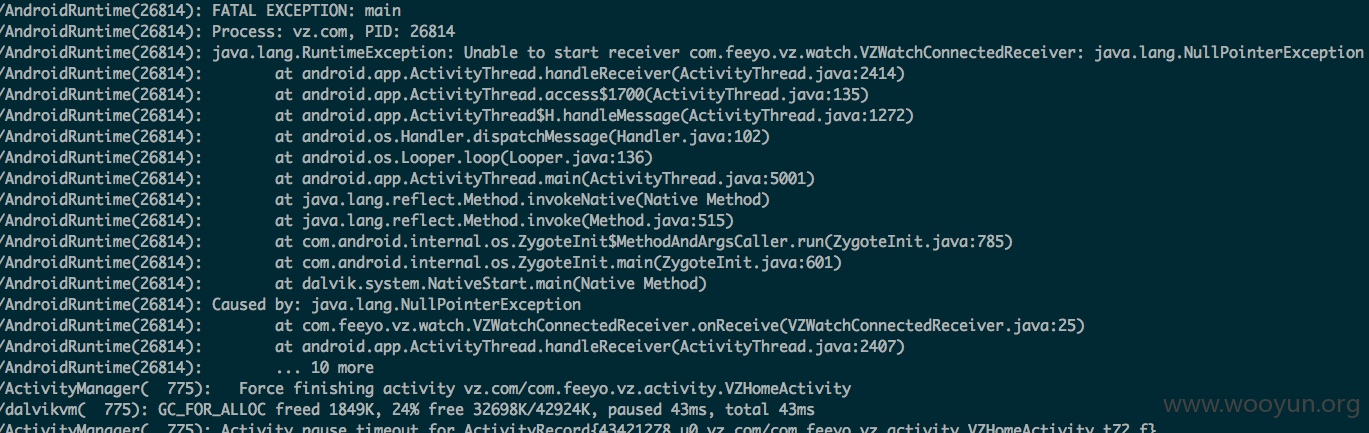 /AndroidRuntime(26814): FATAL EXCEPTION: main
/AndroidRuntime(26814): Process: vz.com, PID: 26814
/AndroidRuntime(26814): java.lang.RuntimeException: Unable to start receiver com.feeyo.vz.watch.VZWatchConnectedReceiver: java.lang.NullPointerException
/AndroidRuntime(26814): at android.app.ActivityThread.handleReceiver(ActivityThread.java:2414)
/AndroidRuntime(26814): at android.app.ActivityThread.access$1700(ActivityThread.java:135)
/AndroidRuntime(26814): at android.app.ActivityThread$H.handleMessage(ActivityThread.java:1272)
/AndroidRuntime(26814): at android.os.Handler.dispatchMessage(Handler.java:102)
/AndroidRuntime(26814): at android.os.Looper.loop(Looper.java:136)
/AndroidRuntime(26814): at android.app.ActivityThread.main(ActivityThread.java:5001)
/AndroidRuntime(26814): at java.lang.reflect.Method.invokeNative(Native Method)
/AndroidRuntime(26814): at java.lang.reflect.Method.invoke(Method.java:515)
/AndroidRuntime(26814): at com.android.internal.os.ZygoteInit$MethodAndArgsCaller.run(ZygoteInit.java:785)
/AndroidRuntime(26814): at com.android.internal.os.ZygoteInit.main(ZygoteInit.java:601)
/AndroidRuntime(26814): at dalvik.system.NativeStart.main(Native Method)
/AndroidRuntime(26814): Caused by: java.lang.NullPointerException
/AndroidRuntime(26814): at com.feeyo.vz.watch.VZWatchConnectedReceiver.onReceive(VZWatchConnectedReceiver.java:25)
/AndroidRuntime(26814): at android.app.ActivityThread.handleReceiver(ActivityThread.java:2407)
/AndroidRuntime(26814): ... 10 more
/ActivityManager(  775): Force finishing activity vz.com/com.feeyo.vz.activity.VZHomeActivity
/dalvikvm(  775): GC_FOR_ALLOC freed 1849K, 24% free 32698K/42924K, paused 43ms, total 43ms
/ActivityManager(  775): Activity pause timeout for ActivityRecord{43421278 u0 vz.com/com.feeyo.vz.activity.VZHomeActivity t72 f}
www.wooyun.org